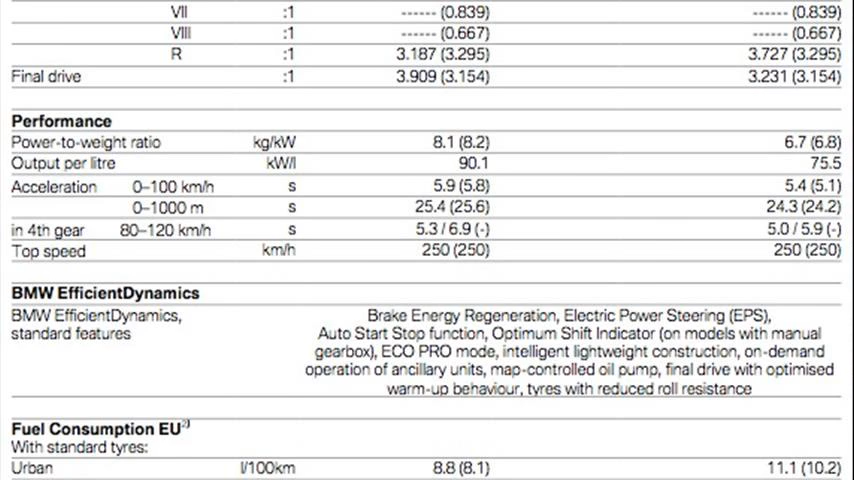 VII :1 ------ (0.839) ------ (0.839)
VIII :1 ------ (0.667) ------ (0.667)
R :1 3.187 (3.295) 3.727 (3.295)
Final drive :1 3.909 (3.154) 3.231 (3.154)
Performance
Power-to-weight ratio kg/kW 8.1 (8.2) 6.7 (6.8)
Output per litre kW/l 90.1 75.5
Acceleration 0–100 km/h s 5.9 (5.8) 5.4 (5.1)
0–1000 m s 25.4 (25.6) 24.3 (24.2)
in 4th gear 80–120 km/h s 5.3 / 6.9 (-) 5.0 / 5.9 (-)
Top speed km/h 250 (250) 250 (250)
BMW EfficientDynamics
BMW EfficientDynamics, Brake Energy Regeneration, Electric Power Steering (EPS),
standard features Auto Start Stop function, Optimum Shift Indicator (on models with manual
gearbox), ECO PRO mode, intelligent lightweight construction, on-demand
operation of ancillary units, map-controlled oil pump, final drive with optimised
warm-up behaviour, tyres with reduced roll resistance
Fuel Consumption EU2)
With standard tyres:
Urban l/100km 8.8 (8.1) 11.1 (10.2)